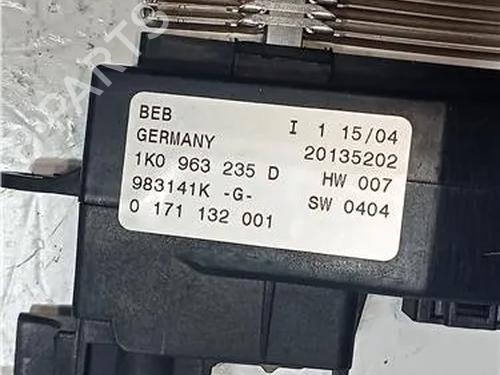 BEB I 1 15/04
GERMANY 20135202
1K0 963 235 D HW 007
983141K -G- SW 0404
0 171 132 001